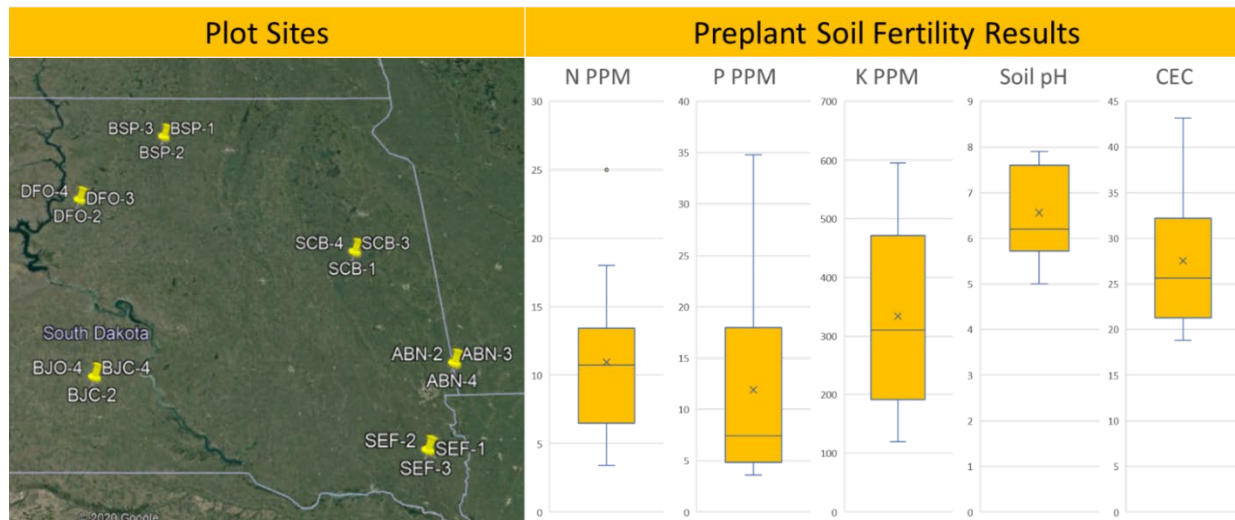 Plot Sites
Preplant Soil Fertility Results
BSP-3 BSP-1
BSP-2
DFO-4 DFO-3
DFO-2
SCB-4 SCB-3
SCB-1
South Dakota
BJO-4 BJC-4
BJC-2
ABN-2 ABN-3
ABN-4
SEF-2 SEF-1
SEF-3
© 2020 Google
N PPM
30
25
20
15
10
5
0
P PPM
40
35
30
25
20
15
10
5
0
K PPM
700
600
500
400
300
200
100
0
Soil pH
9
8
7
6
5
4
3
2
1
0
CEC
45
40
35
30
25
20
15
10
5
0